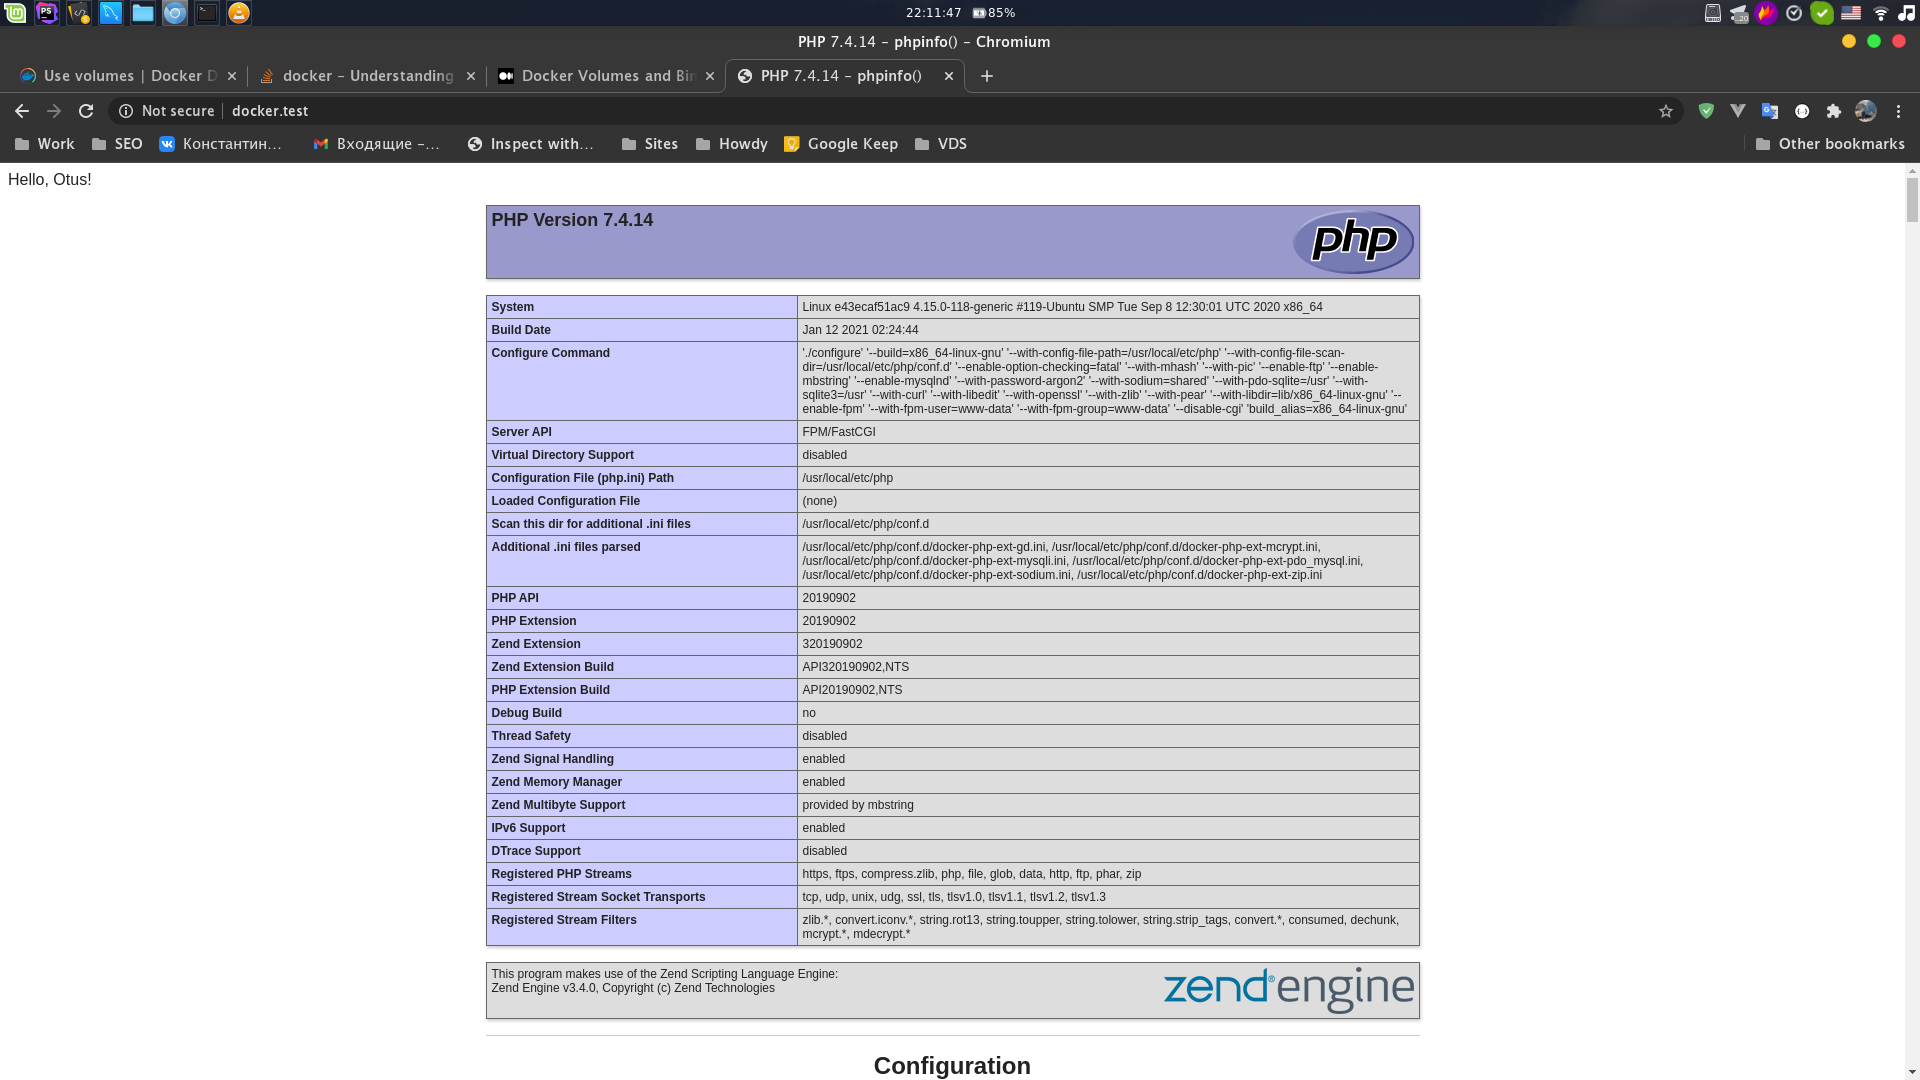 22:11:47 85%
PHP 7.4.14 – phpinfo() – Chromium
Use volumes | Docker D
docker – Understanding
Docker Volumes and Bin
PHP 7.4.14 – phpinfo()
Not secure docker.test
Work SEO Константин… Входящие –… Inspect with… Sites Howdy Google Keep VDS Other bookmarks
Hello, Otus!
PHP Version 7.4.14
php
System Linux e43ecaf51ac9 4.15.0-118-generic #119-Ubuntu SMP Tue Sep 8 12:30:01 UTC 2020 x86_64
Build Date Jan 12 2021 02:24:44
Configure Command './configure' '--build=x86_64-linux-gnu' '--with-config-file-path=/usr/local/etc/php' '--with-config-file-scan-
dir=/usr/local/etc/php/conf.d' '--enable-option-checking=fatal' '--with-mhash' '--with-pic' '--enable-ftp' '--enable-
mbstring' '--enable-mysqlnd' '--with-password-argon2' '--with-sodium=shared' '--with-pdo-sqlite=/usr' '--with-
sqlite3=/usr' '--with-curl' '--with-libedit' '--with-openssl' '--with-zlib' '--with-pear' '--with-libdir=lib/x86_64-linux-gnu' '--
enable-fpm' '--with-fpm-user=www-data' '--with-fpm-group=www-data' '--disable-cgi' 'build_alias=x86_64-linux-gnu'
Server API FPM/FastCGI
Virtual Directory Support disabled
Configuration File (php.ini) Path /usr/local/etc/php
Loaded Configuration File (none)
Scan this dir for additional .ini files /usr/local/etc/php/conf.d
Additional .ini files parsed /usr/local/etc/php/conf.d/docker-php-ext-gd.ini, /usr/local/etc/php/conf.d/docker-php-ext-mcrypt.ini,
/usr/local/etc/php/conf.d/docker-php-ext-mysqli.ini, /usr/local/etc/php/conf.d/docker-php-ext-pdo_mysql.ini,
/usr/local/etc/php/conf.d/docker-php-ext-sodium.ini, /usr/local/etc/php/conf.d/docker-php-ext-zip.ini
PHP API 20190902
PHP Extension 20190902
Zend Extension 320190902
Zend Extension Build API320190902,NTS
PHP Extension Build API20190902,NTS
Debug Build no
Thread Safety disabled
Zend Signal Handling enabled
Zend Memory Manager enabled
Zend Multibyte Support provided by mbstring
IPv6 Support enabled
DTrace Support disabled
Registered PHP Streams https, ftps, compress.zlib, php, file, glob, data, http, ftp, phar, zip
Registered Stream Socket Transports tcp, udp, unix, udg, ssl, tls, tlsv1.0, tlsv1.1, tlsv1.2, tlsv1.3
Registered Stream Filters zlib.*, convert.iconv.*, string.rot13, string.toupper, string.tolower, string.strip_tags, convert.*, consumed, dechunk,
mcrypt.*, mdecrypt.*
This program makes use of the Zend Scripting Language Engine:
Zend Engine v3.4.0, Copyright (c) Zend Technologies
zend® engine
Configuration